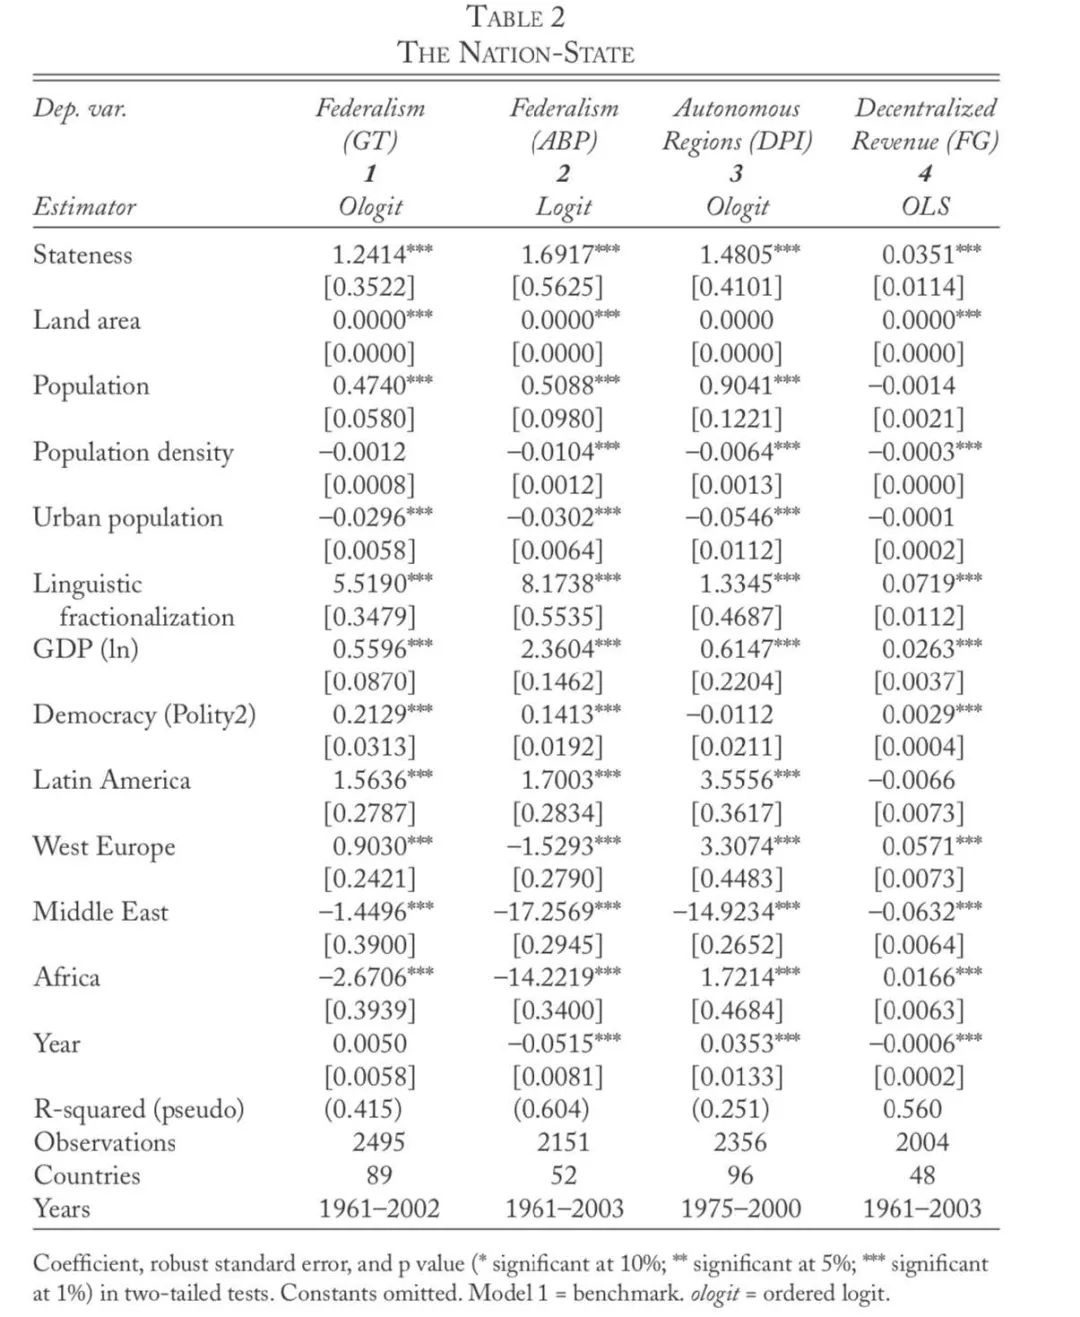 TABLE 2
THE NATION-STATE
Dep. var. Federalism Federalism Autonomous Decentralized
(GT) (ABP) Regions (DPI) Revenue (FG)
1 2 3 4
Estimator Ologit Logit Ologit OLS
Stateness 1.2414*** 1.6917*** 1.4805*** 0.0351***
[0.3522] [0.5625] [0.4101] [0.0114]
Land area 0.0000*** 0.0000*** 0.0000 0.0000***
[0.0000] [0.0000] [0.0000] [0.0000]
Population 0.4740*** 0.5088*** 0.9041*** –0.0014
[0.0580] [0.0980] [0.1221] [0.0021]
Population density –0.0012 –0.0104*** –0.0064*** –0.0003***
[0.0008] [0.0012] [0.0013] [0.0000]
Urban population –0.0296*** –0.0302*** –0.0546*** –0.0001
[0.0058] [0.0064] [0.0112] [0.0002]
Linguistic 5.5190*** 8.1738*** 1.3345*** 0.0719***
fractionalization [0.3479] [0.5535] [0.4687] [0.0112]
GDP (ln) 0.5596*** 2.3604*** 0.6147*** 0.0263***
[0.0870] [0.1462] [0.2204] [0.0037]
Democracy (Polity2) 0.2129*** 0.1413*** –0.0112 0.0029***
[0.0313] [0.0192] [0.0211] [0.0004]
Latin America 1.5636*** 1.7003*** 3.5556*** –0.0066
[0.2787] [0.2834] [0.3617] [0.0073]
West Europe 0.9030*** –1.5293*** 3.3074*** 0.0571***
[0.2421] [0.2790] [0.4483] [0.0073]
Middle East –1.4496*** –17.2569*** –14.9234*** –0.0632***
[0.3900] [0.2945] [0.2652] [0.0064]
Africa –2.6706*** –14.2219*** 1.7214*** 0.0166***
[0.3939] [0.3400] [0.4684] [0.0063]
Year 0.0050 –0.0515*** 0.0353*** –0.0006***
[0.0058] [0.0081] [0.0133] [0.0002]
R-squared (pseudo) (0.415) (0.604) (0.251) 0.560
Observations 2495 2151 2356 2004
Countries 89 52 96 48
Years 1961–2002 1961–2003 1975–2000 1961–2003
Coefficient, robust standard error, and p value (* significant at 10%; ** significant at 5%; *** significant
at 1%) in two-tailed tests. Constants omitted. Model 1 = benchmark. ologit = ordered logit.